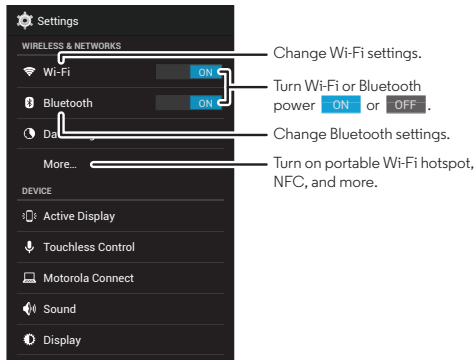 Settings
WIRELESS & NETWORKS
Wi-Fi ON
Bluetooth ON
More...
DEVICE
Active Display
Touchless Control
Motorola Connect
Sound
Display
Change Wi-Fi settings.
Turn Wi-Fi or Bluetooth
power ON or OFF.
Change Bluetooth settings.
Turn on portable Wi-Fi hotspot,
NFC, and more.